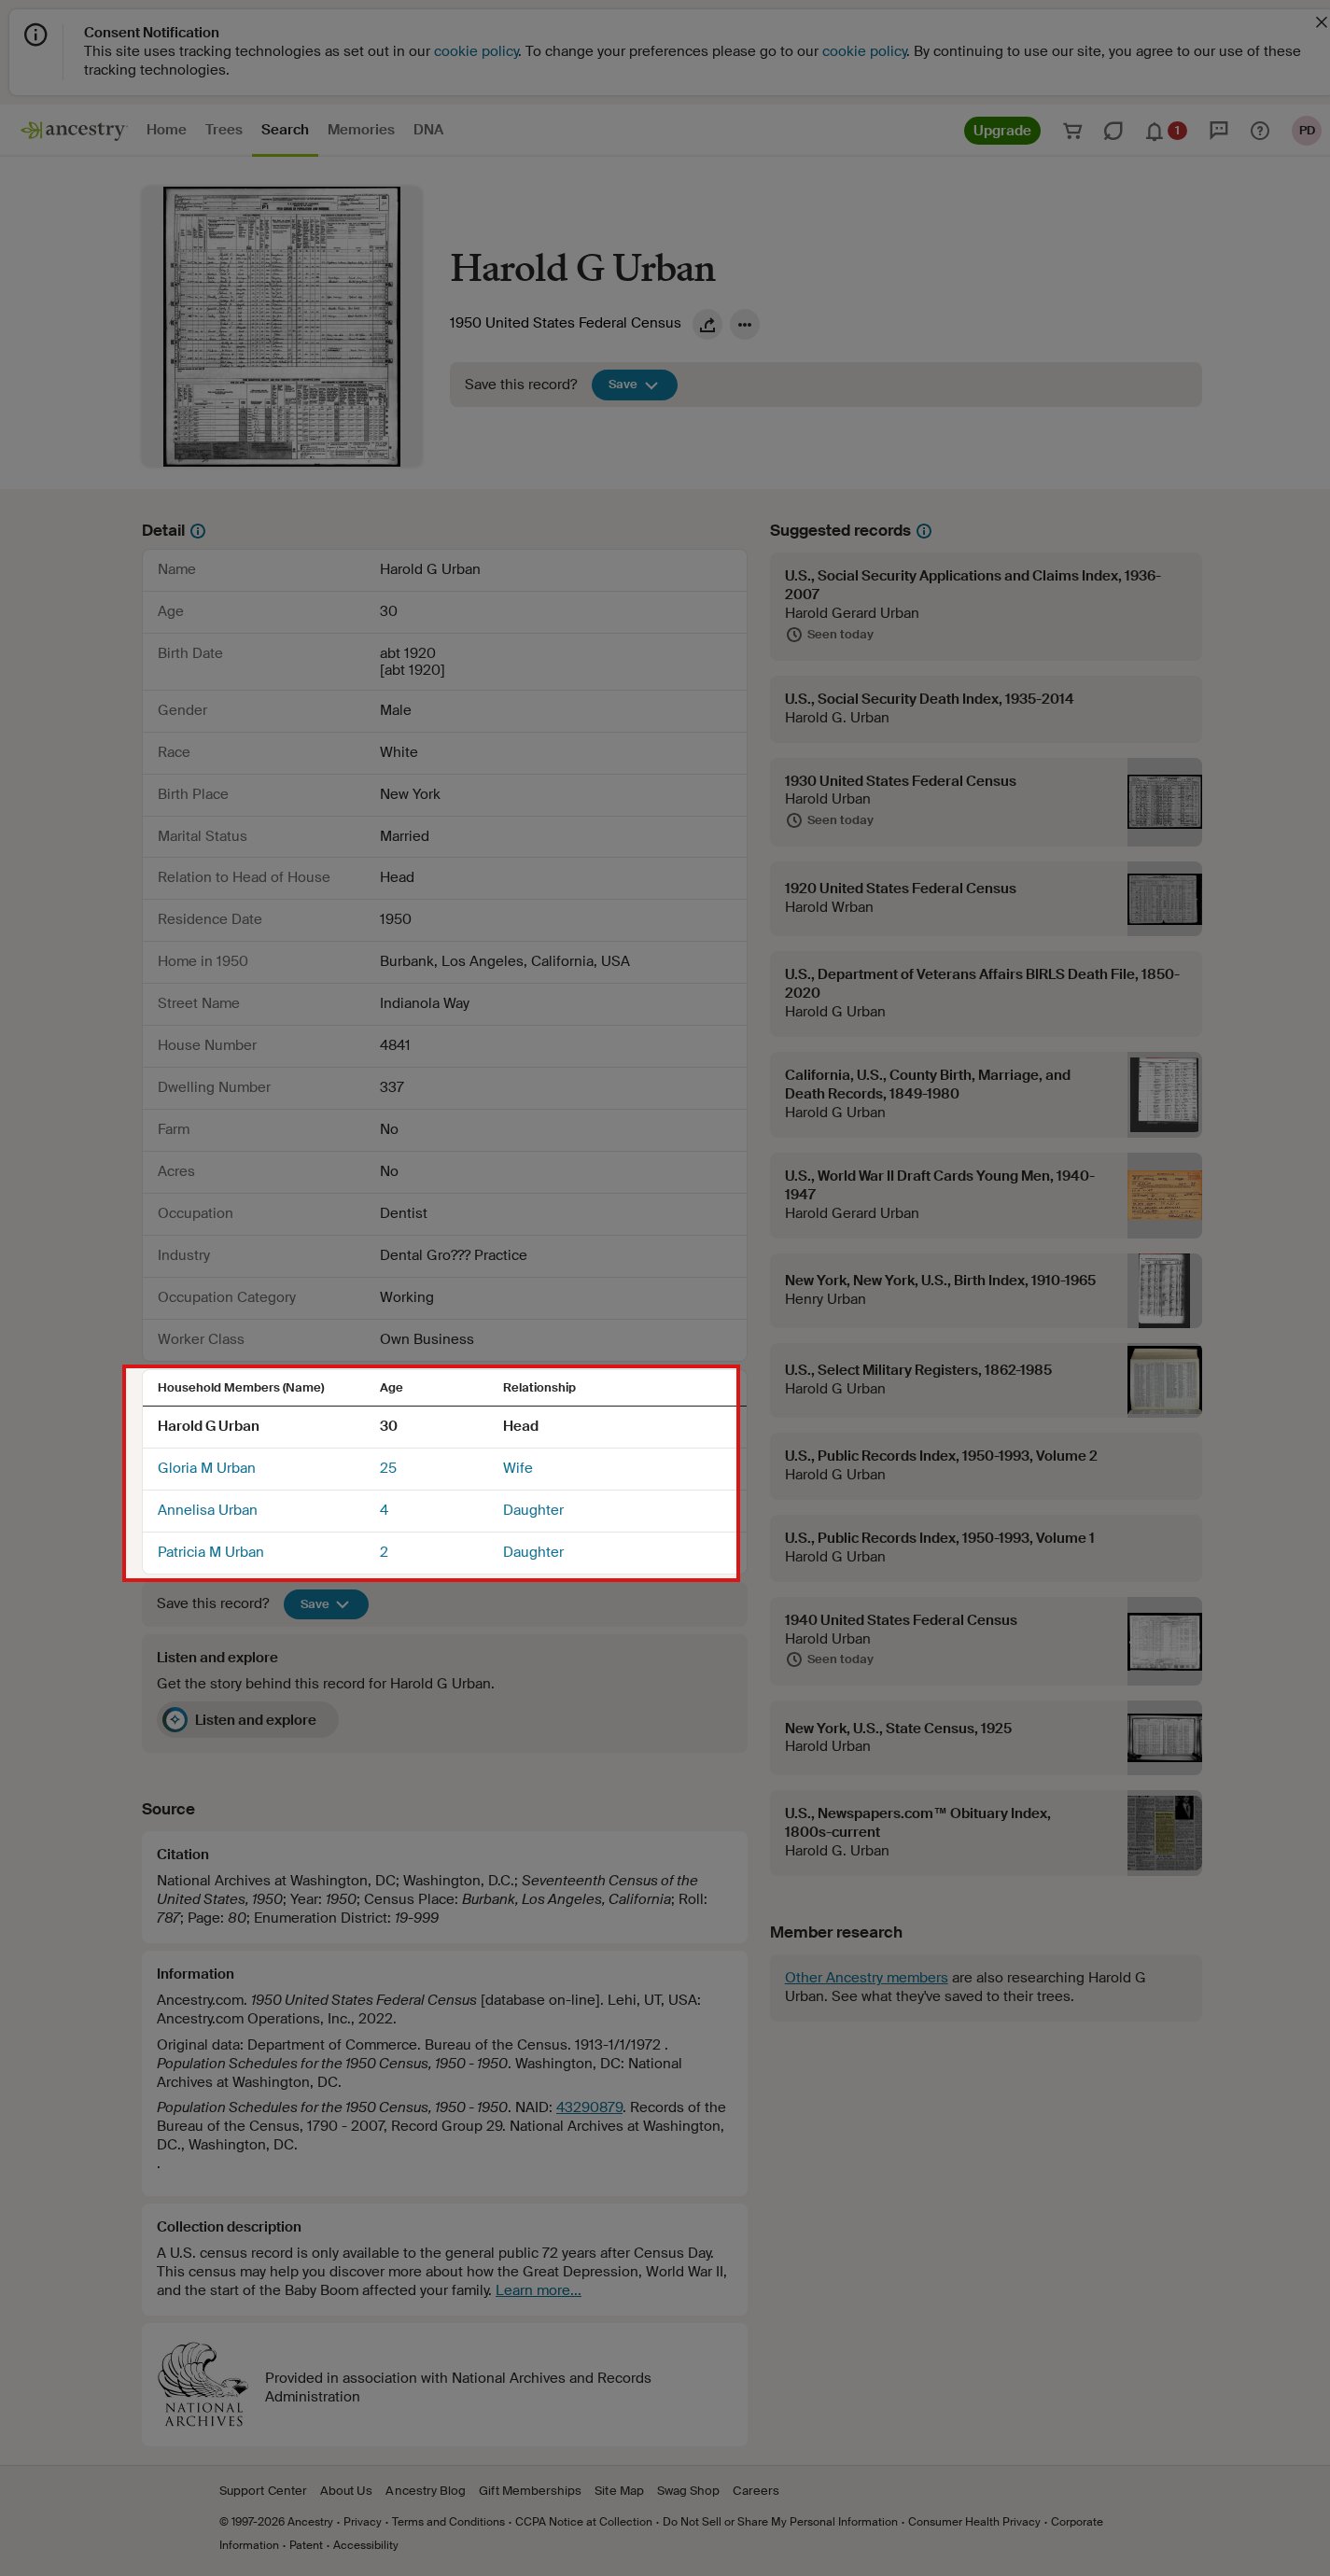 Consent Notification
This site uses tracking technologies as set out in our cookie policy. To change your preferences please go to our cookie policy. By continuing to use our site, you agree to our use of these
tracking technologies.
ancestry
Home Trees Search Memories DNA
Upgrade
1
PD
Harold G Urban
1950 United States Federal Census
Save this record? Save
Detail
Name Harold G Urban
Age 30
Birth Date abt 1920
[abt 1920]
Gender Male
Race White
Birth Place New York
Marital Status Married
Relation to Head of House Head
Residence Date 1950
Home in 1950 Burbank, Los Angeles, California, USA
Street Name Indianola Way
House Number 4841
Dwelling Number 337
Farm No
Acres No
Occupation Dentist
Industry Dental Gro??? Practice
Occupation Category Working
Worker Class Own Business
Household Members (Name) Age Relationship
Harold G Urban 30 Head
Gloria M Urban 25 Wife
Annelisa Urban 4 Daughter
Patricia M Urban 2 Daughter
Save this record? Save
Listen and explore
Get the story behind this record for Harold G Urban.
Listen and explore
Source
Citation
National Archives at Washington, DC; Washington, D.C.; Seventeenth Census of the
United States, 1950; Year: 1950; Census Place: Burbank, Los Angeles, California; Roll:
787; Page: 80; Enumeration District: 19-999
Information
Ancestry.com. 1950 United States Federal Census [database on-line]. Lehi, UT, USA:
Ancestry.com Operations, Inc., 2022.
Original data: Department of Commerce. Bureau of the Census. 1913-1/1/1972 .
Population Schedules for the 1950 Census, 1950 - 1950. Washington, DC: National
Archives at Washington, DC.
Population Schedules for the 1950 Census, 1950 - 1950. NAID: 43290879. Records of the
Bureau of the Census, 1790 - 2007, Record Group 29. National Archives at Washington,
DC., Washington, DC.
.
Collection description
A U.S. census record is only available to the general public 72 years after Census Day.
This census may help you discover more about how the Great Depression, World War II,
and the start of the Baby Boom affected your family. Learn more...
NATIONAL
ARCHIVES
Provided in association with National Archives and Records
Administration
Suggested records
U.S., Social Security Applications and Claims Index, 1936-
2007
Harold Gerard Urban
Seen today
U.S., Social Security Death Index, 1935-2014
Harold G. Urban
1930 United States Federal Census
Harold Urban
Seen today
1920 United States Federal Census
Harold Wrban
U.S., Department of Veterans Affairs BIRLS Death File, 1850-
2020
Harold G Urban
California, U.S., County Birth, Marriage, and
Death Records, 1849-1980
Harold G Urban
U.S., World War II Draft Cards Young Men, 1940-
1947
Harold Gerard Urban
New York, New York, U.S., Birth Index, 1910-1965
Henry Urban
U.S., Select Military Registers, 1862-1985
Harold G Urban
U.S., Public Records Index, 1950-1993, Volume 2
Harold G Urban
U.S., Public Records Index, 1950-1993, Volume 1
Harold G Urban
1940 United States Federal Census
Harold Urban
Seen today
New York, U.S., State Census, 1925
Harold Urban
U.S., Newspapers.com™ Obituary Index,
1800s-current
Harold G. Urban
Member research
Other Ancestry members are also researching Harold G
Urban. See what they've saved to their trees.
Support Center About Us Ancestry Blog Gift Memberships Site Map Swag Shop Careers
© 1997-2026 Ancestry · Privacy · Terms and Conditions · CCPA Notice at Collection · Do Not Sell or Share My Personal Information · Consumer Health Privacy · Corporate
Information · Patent · Accessibility